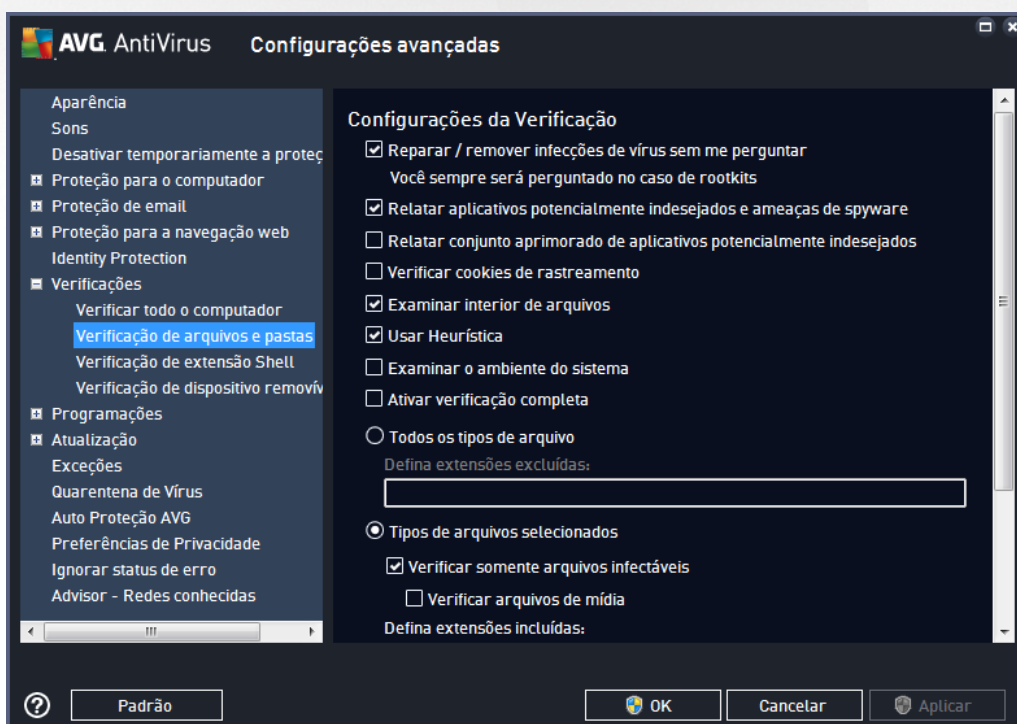 AVG. AntiVirus
Configurações avançadas
Aparência
Sons
Desativar temporariamente a proteç
Proteção para o computador
Proteção de email
Proteção para a navegação web
Identity Protection
Verificações
Verificar todo o computador
Verificação de arquivos e pastas
Verificação de extensão Shell
Verificação de dispositivo removív
Programações
Atualização
Exceções
Quarentena de Vírus
Auto Proteção AVG
Preferências de Privacidade
Ignorar status de erro
Advisor - Redes conhecidas
Configurações da Verificação
Reparar / remover infecções de vírus sem me perguntar
Você sempre será perguntado no caso de rootkits
Relatar aplicativos potencialmente indesejados e ameaças de spyware
Relatar conjunto aprimorado de aplicativos potencialmente indesejados
Verificar cookies de rastreamento
Examinar interior de arquivos
Usar Heurística
Examinar o ambiente do sistema
Ativar verificação completa
Todos os tipos de arquivo
Defina extensões excluídas:
Tipos de arquivos selecionados
Verificar somente arquivos infectáveis
Verificar arquivos de mídia
Defina extensões incluídas:
Padrão
OK
Cancelar
Aplicar